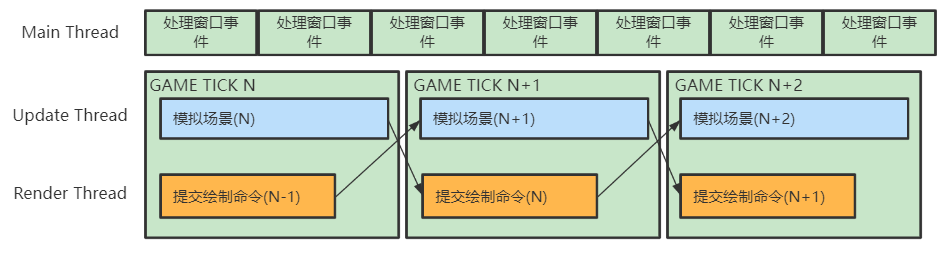 Main Thread
处理窗口事
件
处理窗口事
件
处理窗口事
件
处理窗口事
件
处理窗口事
件
处理窗口事
件
处理窗口事
件
GAME TICK N
GAME TICK N+1
GAME TICK N+2
Update Thread
模拟场景(N)
模拟场景(N+1)
模拟场景(N+2)
Render Thread
提交绘制命令(N-1)
提交绘制命令(N)
提交绘制命令(N+1)